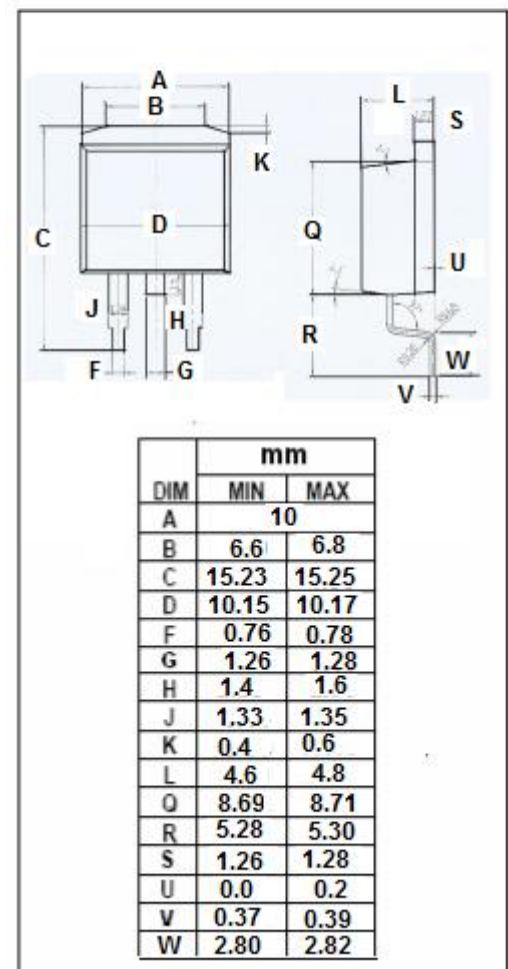 A
B
L
S
K
C
D
Q
U
J
H
R
F
G
W
V
mm
DIM MIN MAX
A 10
B 6.6 6.8
C 15.23 15.25
D 10.15 10.17
F 0.76 0.78
G 1.26 1.28
H 1.4 1.6
J 1.33 1.35
K 0.4 0.6
L 4.6 4.8
Q 8.69 8.71
R 5.28 5.30
S 1.26 1.28
U 0.0 0.2
V 0.37 0.39
W 2.80 2.82